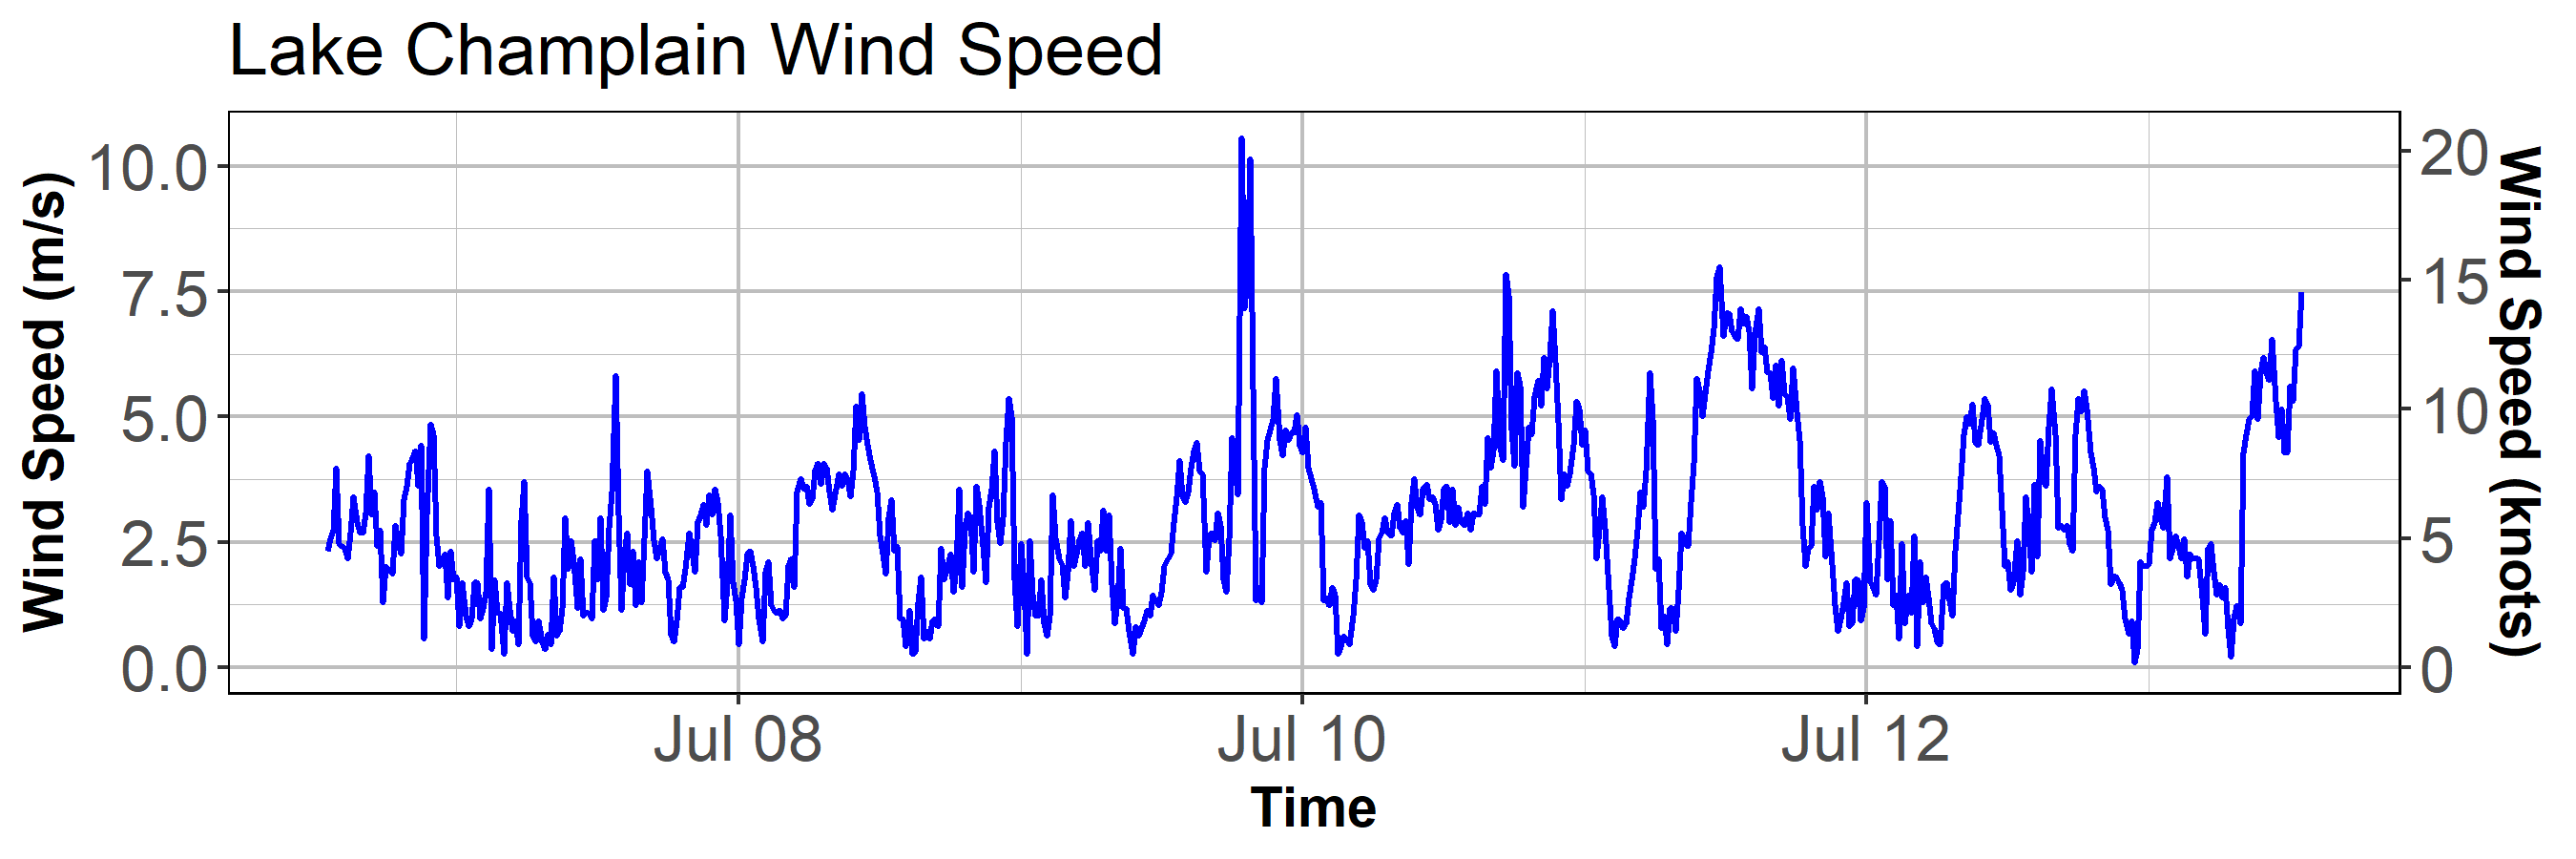 Lake Champlain Wind Speed
Wind Speed (m/s)
10.0
7.5
5.0
2.5
0.0
20
15
10
5
0
Wind Speed (knots)
Jul 08
Jul 10
Jul 12
Time